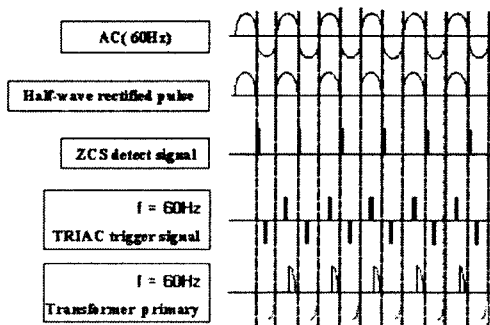 AC( 60Hz)
Half-wave rectified pulse
ZCS detect signal
f = 60Hz
TRIAC trigger signal
f = 60Hz
Transformer primary